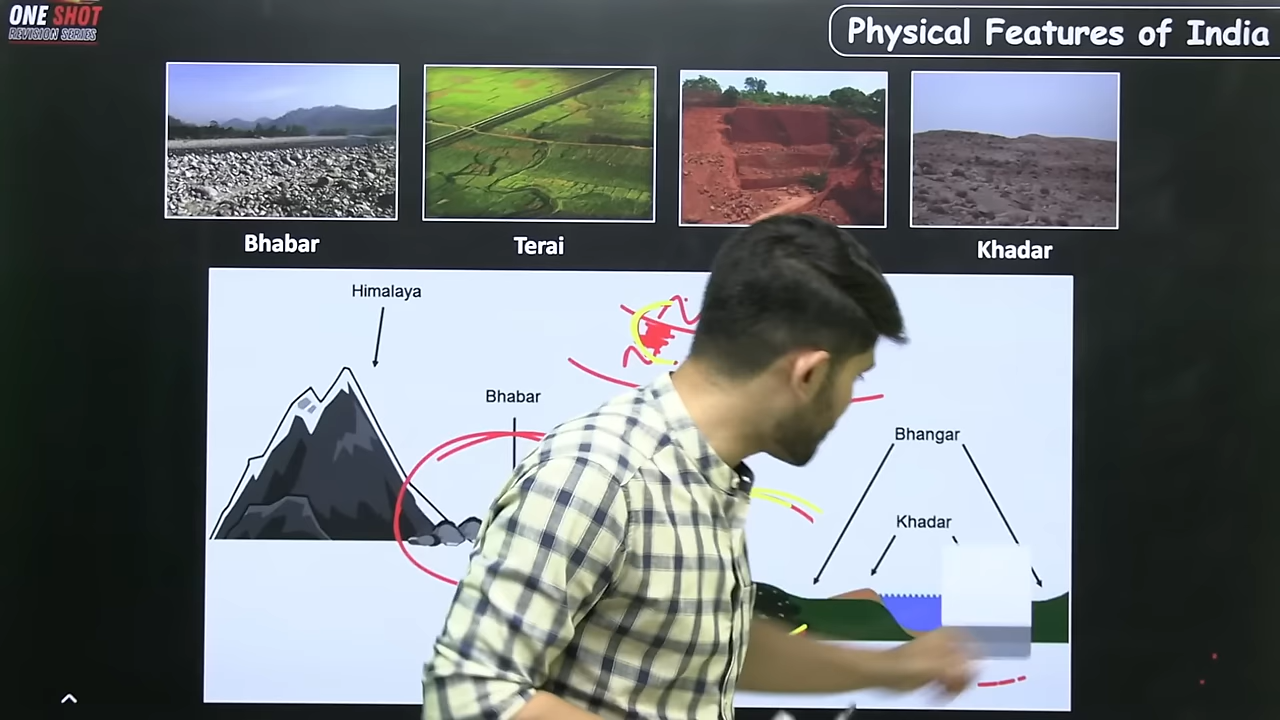 ONE SHOT
REVISION SERIES
Physical Features of India
Bhabar
Terai
Khadar
Himalaya
Bhabar
Bhangar
Khadar